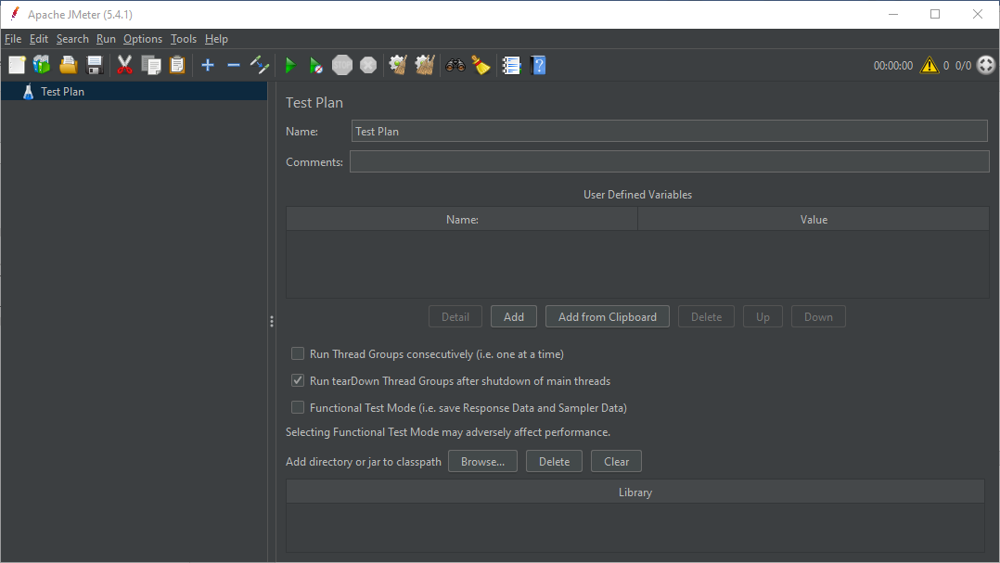 Apache JMeter (5.4.1)
File Edit Search Run Options Tools Help
00:00:00 0 0/0
Test Plan
Test Plan
Name: Test Plan
Comments:
User Defined Variables
Name: Value
Detail Add Add from Clipboard Delete Up Down
Run Thread Groups consecutively (i.e. one at a time)
Run tearDown Thread Groups after shutdown of main threads
Functional Test Mode (i.e. save Response Data and Sampler Data)
Selecting Functional Test Mode may adversely affect performance.
Add directory or jar to classpath Browse... Delete Clear
Library